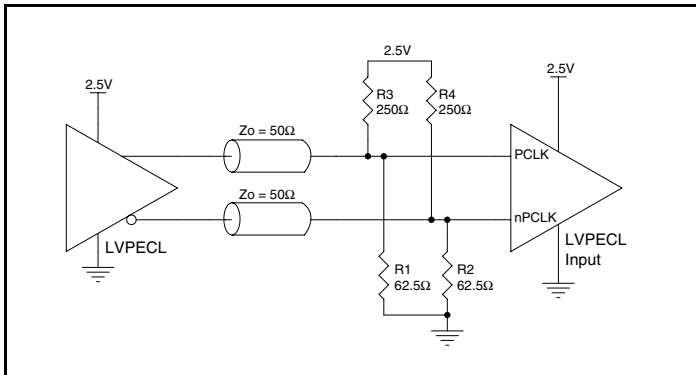 2.5V
2.5V
2.5V
R3
250Ω
R4
250Ω
Zo = 50Ω
PCLK
Zo = 50Ω
nPCLK
LVPECL
LVPECL
Input
R1
62.5Ω
R2
62.5Ω